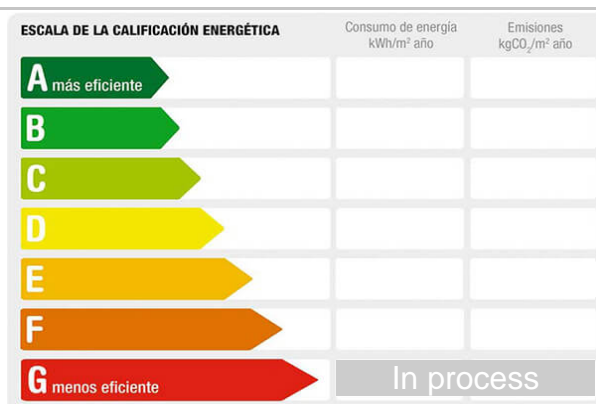 ESCALA DE LA CALIFICACIÓN ENERGÉTICA
Consumo de energía
kWh/m² año
Emisiones
kgCO₂/m² año
A más eficiente
B
C
D
E
F
G menos eficiente
In process